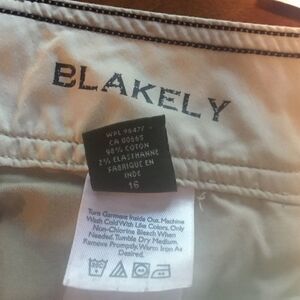 BLAKELY
WPL 9647/
CA 00665
98% COTON
2% ELASTHANNE
FABRIQUE EN
INDE
16
Turn Garment Inside Out. Machine
Wash Cold With Like Colors. Only
Non-Chlorine Bleach When
Needed. Tumble Dry Medium.
Remove Promptly. Warm Iron As
Desired.